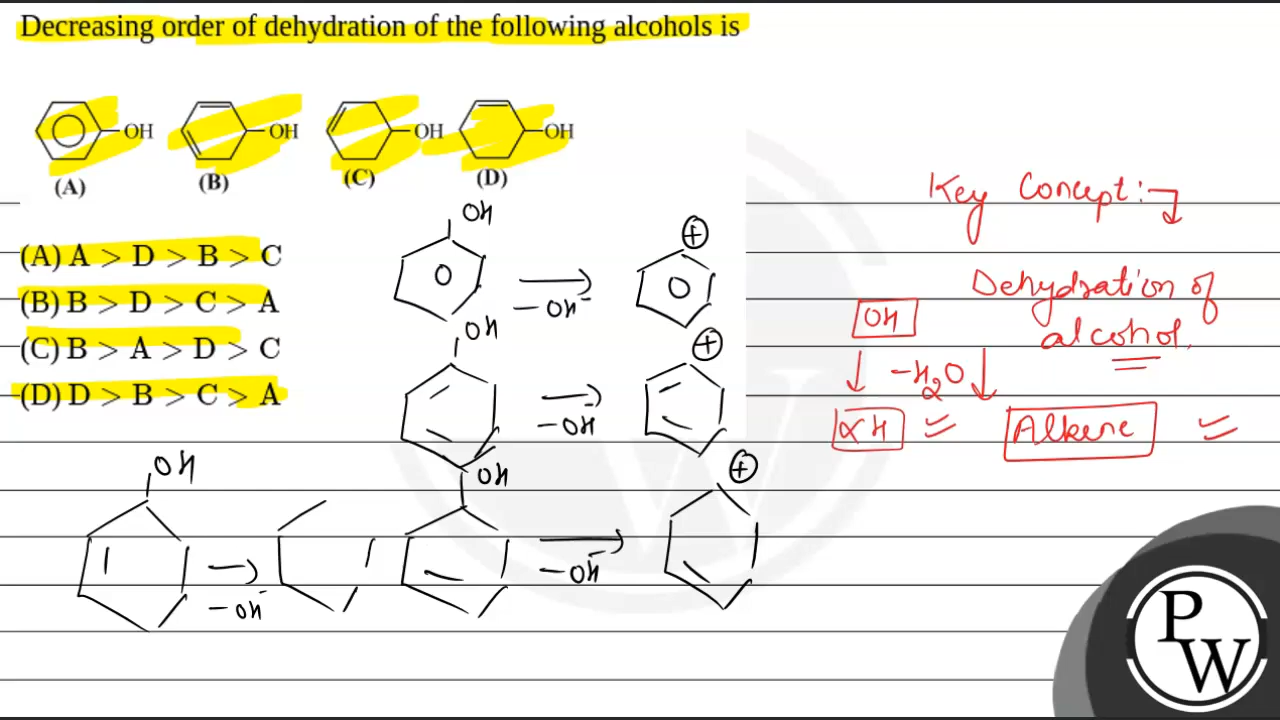 Decreasing order of dehydration of the following alcohols is
OH OH OH OH
(A) (B) (C) (D)
(A) A > D > B > C
(B) B > D > C > A
(C) B > A > D > C
(D) D > B > C > A
OH
⊕
- OH⁻
OH
⊕
- OH⁻
OH
⊕
- OH⁻
OH
- OH⁻
Key Concept:
Dehydration of
alcohol.
OH
-H₂O
αH
Alkene
P
W